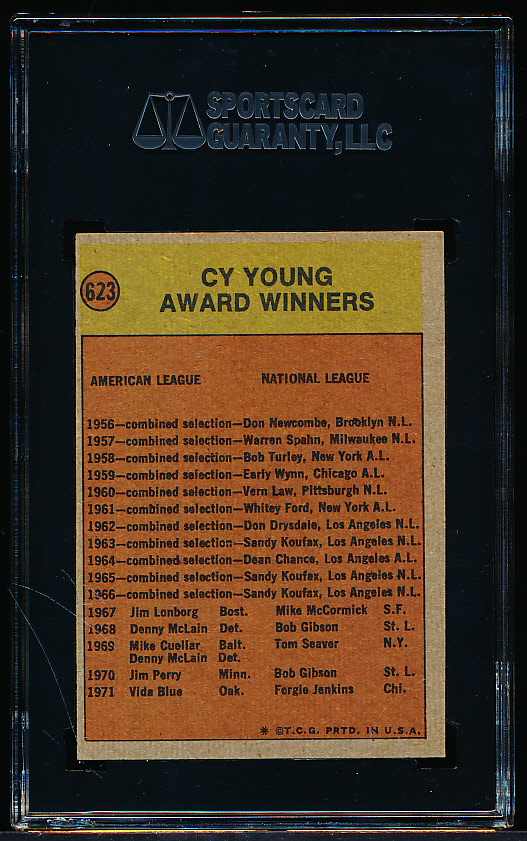 SPORTSCARD
GUARANTY, LLC
623
CY YOUNG
AWARD WINNERS
AMERICAN LEAGUE NATIONAL LEAGUE
1956—combined selection—Don Newcombe, Brooklyn N.L.
1957—combined selection—Warren Spahn, Milwaukee N.L.
1958—combined selection—Bob Turley, New York A.L.
1959—combined selection—Early Wynn, Chicago A.L.
1960—combined selection—Vern Law, Pittsburgh N.L.
1961—combined selection—Whitey Ford, New York A.L.
1962—combined selection—Don Drysdale, Los Angeles N.L.
1963—combined selection—Sandy Koufax, Los Angeles N.L.
1964—combined selection—Dean Chance, Los Angeles A.L.
1965—combined selection—Sandy Koufax, Los Angeles N.L.
1966—combined selection—Sandy Koufax, Los Angeles N.L.
1967 Jim Lonborg Bost. Mike McCormick S.F.
1968 Denny McLain Det. Bob Gibson St. L.
1969 Mike Cuellar Balt. Tom Seaver N.Y.
Denny McLain Det.
1970 Jim Perry Minn. Bob Gibson St. L.
1971 Vida Blue Oak. Fergie Jenkins Chi.
* ©T.C.G. PRTD. IN U.S.A.